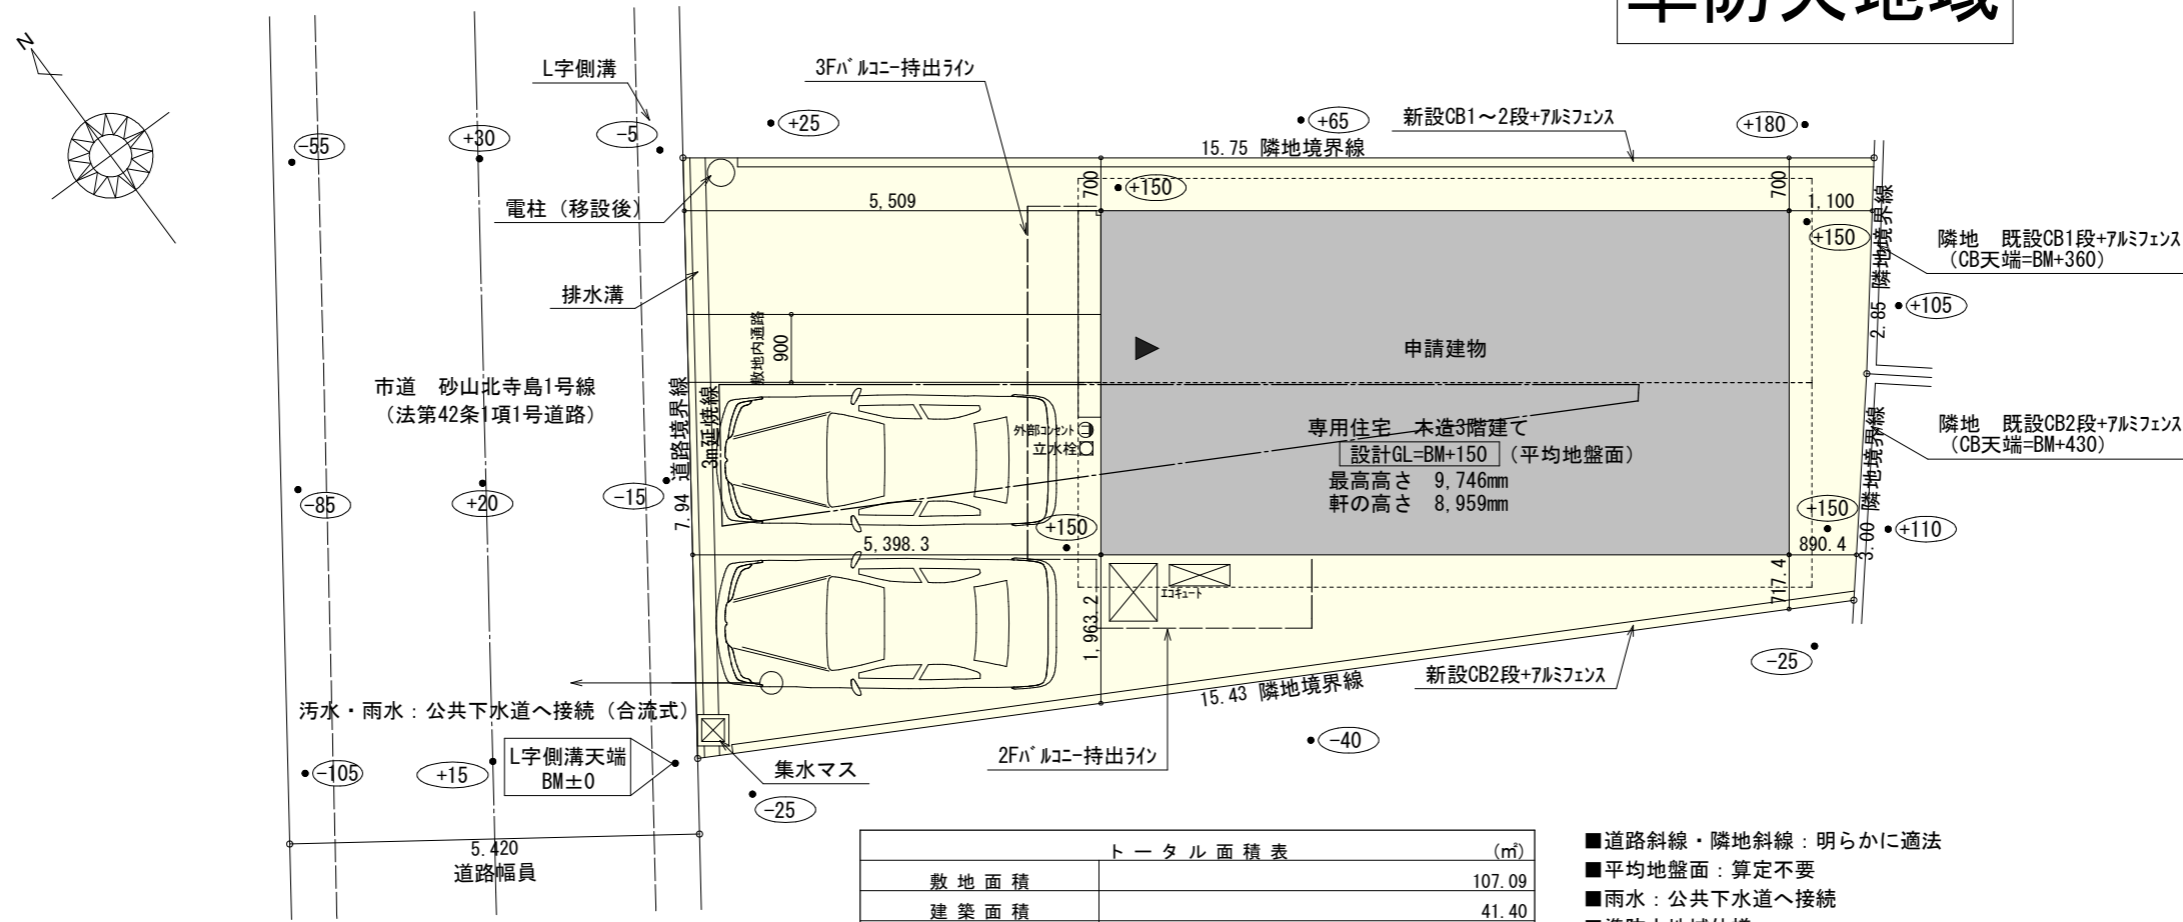 準防火地域
N
L字側溝
3Fバルコニー持出ライン
新設CB1～2段+アルミフェンス
-55
+30
-5
+25
+65
+180
15.75 隣地境界線
電柱（移設後）
5,509
700
+150
700
1,100
+150
隣地境界線
2.85
隣地　既設CB1段+アルミフェンス
（CB天端=BM+360）
排水溝
敷地内通路
900
+105
申請建物
市道　砂山北寺島1号線
（法第42条1項1号道路）
7.94 道路境界線
3m延焼線
外部コンセント
コ
立水栓
専用住宅　木造3階建て
設計GL=BM+150（平均地盤面）
最高高さ　9,746mm
軒の高さ　8,959mm
隣地　既設CB2段+アルミフェンス
（CB天端=BM+430）
3.00 隣地境界線
-85
+20
-15
+150
+150
+110
5,398.3
890.4
エコキュート
1,963.2
717.4
-25
15.43 隣地境界線
新設CB2段+アルミフェンス
汚水・雨水：公共下水道へ接続（合流式）
L字側溝天端
BM±0
-105
+15
集水マス
2Fバルコニー持出ライン
-40
-25
5.420
道路幅員
トータル面積表　(㎡)
敷地面積　107.09
建築面積　41.40
■道路斜線・隣地斜線：明らかに適法
■平均地盤面：算定不要
■雨水：公共下水道へ接続
■準防火地域仕様